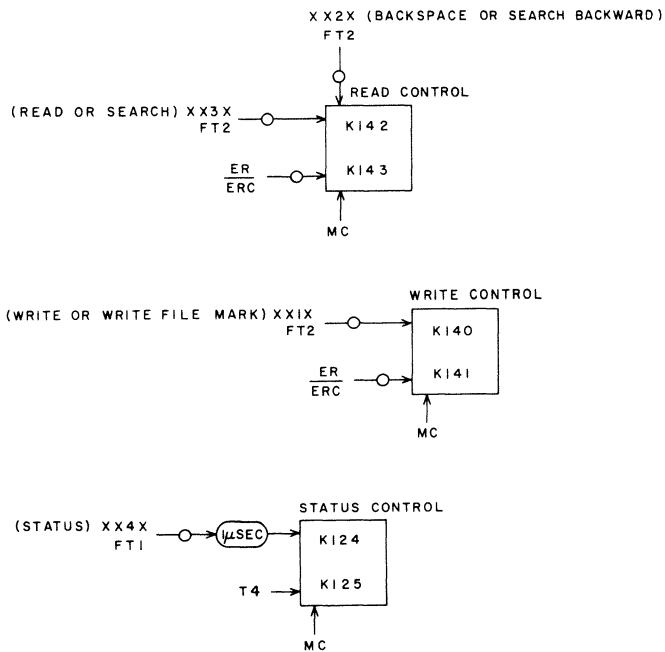 XX2X (BACKSPACE OR SEARCH BACKWARD)
FT2
READ CONTROL
(READ OR SEARCH) XX3X
FT2
K142
ER
ERC
K143
MC
WRITE CONTROL
(WRITE OR WRITE FILE MARK) XX1X
FT2
K140
ER
ERC
K141
MC
STATUS CONTROL
(STATUS) XX4X
FT1
1μSEC
K124
T4
K125
MC